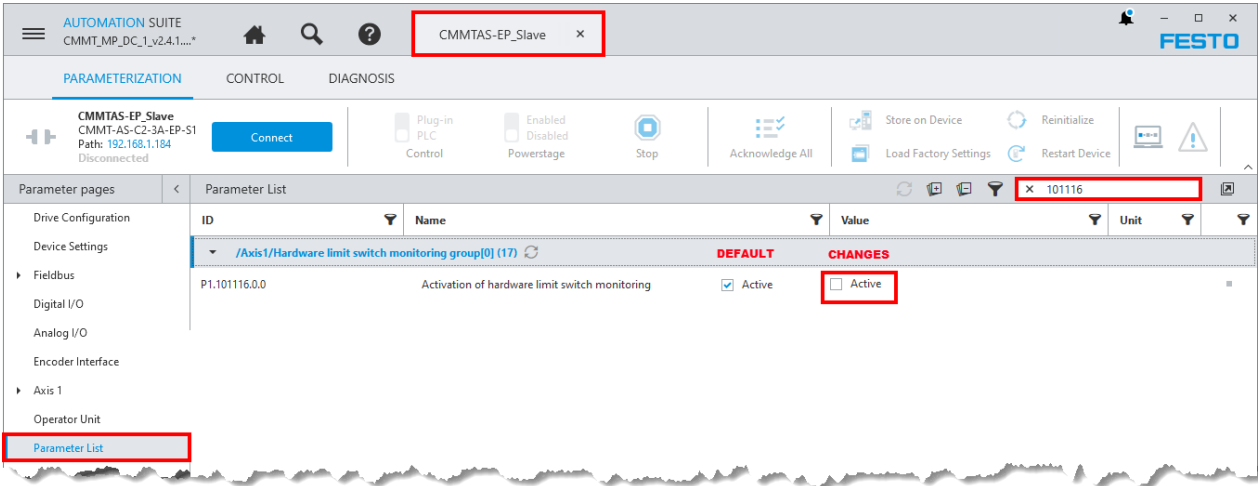 AUTOMATION SUITE
CMMT_MP_DC_1_v2.4.1....*
CMMTAS-EP_Slave ×
FESTO
PARAMETERIZATION CONTROL DIAGNOSIS
CMMTAS-EP_Slave
CMMT-AS-C2-3A-EP-S1
Path: 192.168.1.184
Disconnected
Connect
Plug-in
PLC
Control
Enabled
Disabled
Powerstage
Stop
Acknowledge All
Store on Device
Reinitialize
Load Factory Settings
Restart Device
Parameter pages
Parameter List
101116
Drive Configuration
Device Settings
Fieldbus
Digital I/O
Analog I/O
Encoder Interface
Axis 1
Operator Unit
Parameter List
ID Name Value Unit
/Axis1/Hardware limit switch monitoring group[0] (17) DEFAULT CHANGES
P1.101116.0.0 Activation of hardware limit switch monitoring Active Active